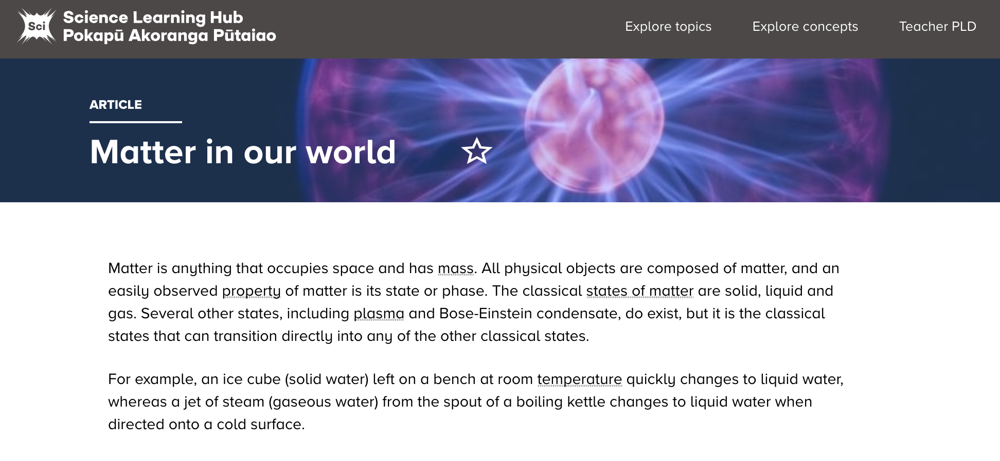 Sci
Science Learning Hub
Pokapū Akoranga Pūtaiao
Explore topics
Explore concepts
Teacher PLD
ARTICLE
Matter in our world
Matter is anything that occupies space and has mass. All physical objects are composed of matter, and an
easily observed property of matter is its state or phase. The classical states of matter are solid, liquid and
gas. Several other states, including plasma and Bose-Einstein condensate, do exist, but it is the classical
states that can transition directly into any of the other classical states.
For example, an ice cube (solid water) left on a bench at room temperature quickly changes to liquid water,
whereas a jet of steam (gaseous water) from the spout of a boiling kettle changes to liquid water when
directed onto a cold surface.